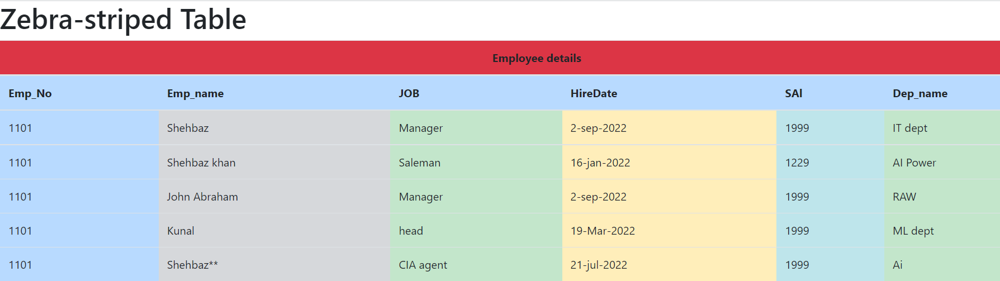 Zebra-striped Table
Employee details
Emp_No Emp_name JOB HireDate SAl Dep_name
1101 Shehbaz Manager 2-sep-2022 1999 IT dept
1101 Shehbaz khan Saleman 16-jan-2022 1229 AI Power
1101 John Abraham Manager 2-sep-2022 1999 RAW
1101 Kunal head 19-Mar-2022 1999 ML dept
1101 Shehbaz** CIA agent 21-jul-2022 1999 Ai